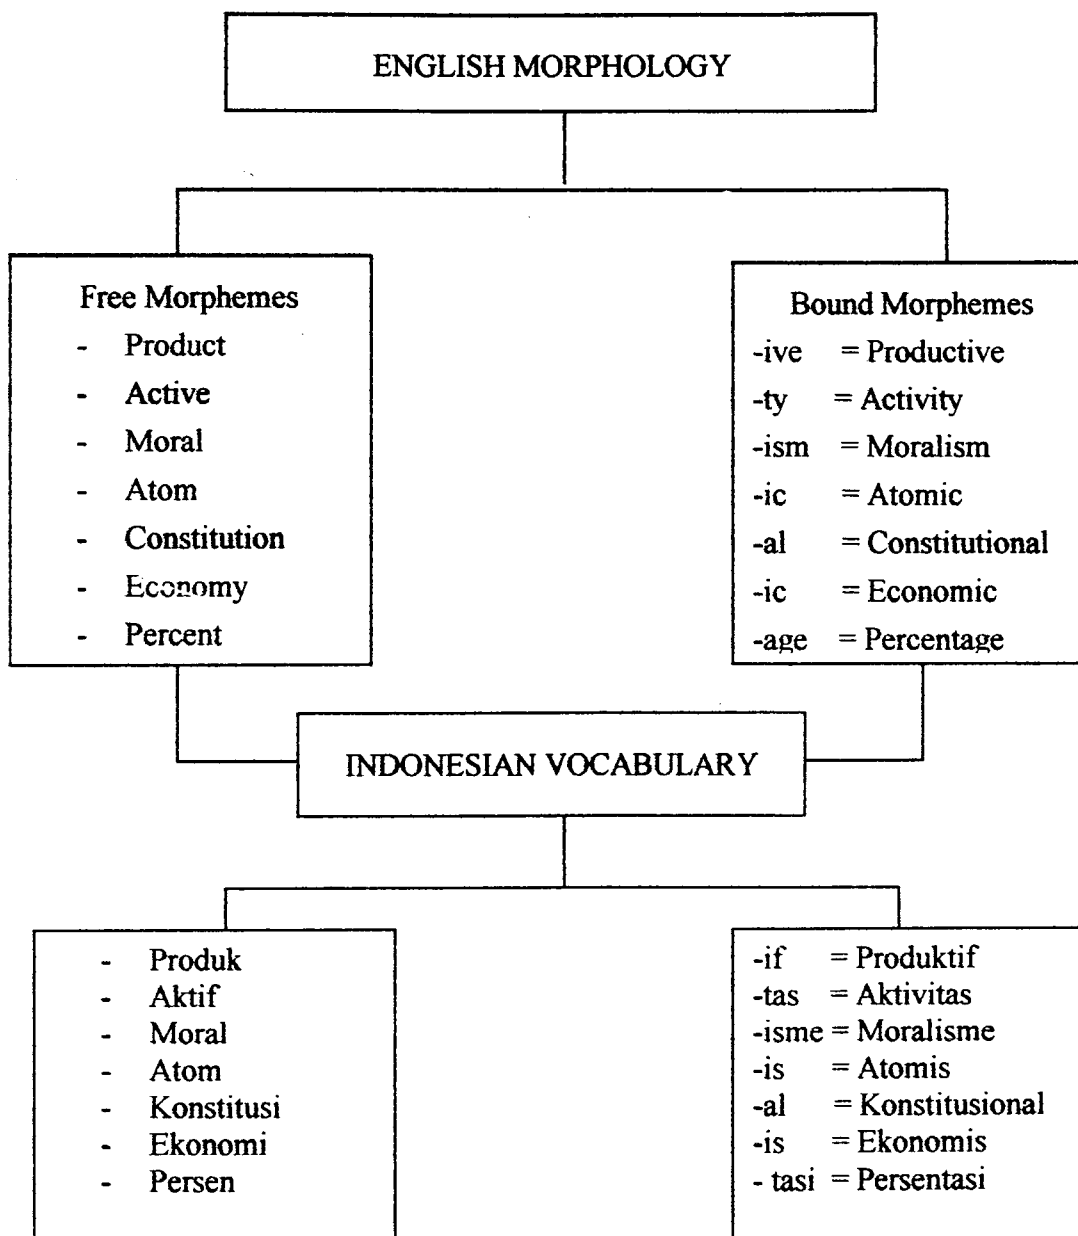 ENGLISH MORPHOLOGY
Free Morphemes
- Product
- Active
- Moral
- Atom
- Constitution
- Economy
- Percent
Bound Morphemes
-ive = Productive
-ty = Activity
-ism = Moralism
-ic = Atomic
-al = Constitutional
-ic = Economic
-age = Percentage
INDONESIAN VOCABULARY
- Produk
- Aktif
- Moral
- Atom
- Konstitusi
- Ekonomi
- Persen
-if = Produktif
-tas = Aktivitas
-isme = Moralisme
-is = Atomis
-al = Konstitusional
-is = Ekonomis
- tasi = Persentasi